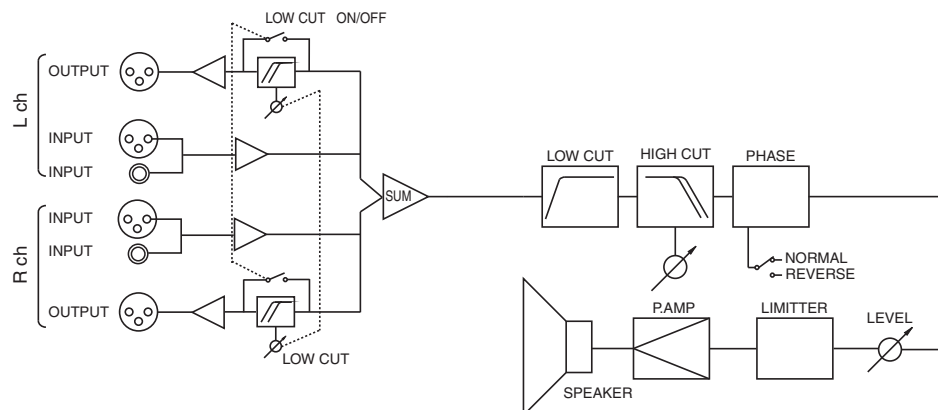 LOW CUT ON/OFF
L ch
OUTPUT
INPUT
INPUT
R ch
INPUT
INPUT
OUTPUT
LOW CUT
SUM
LOW CUT
HIGH CUT
PHASE
NORMAL
REVERSE
SPEAKER
P.AMP
LIMITTER
LEVEL